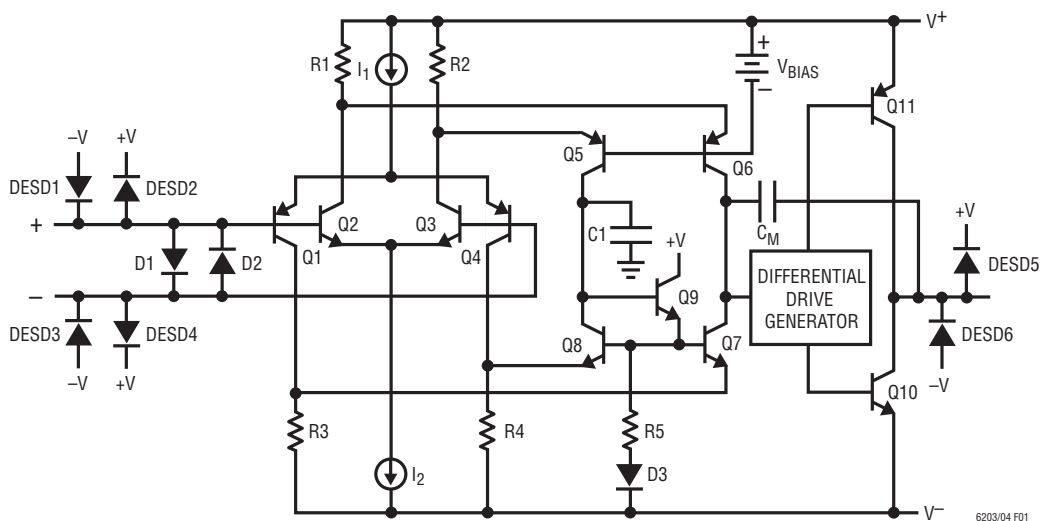 V+
R1
I1
R2
+
VBIAS
−
Q11
–V
+V
Q5
Q6
DESD1
DESD2
+
Q2
Q3
C1
+V
CM
+V
D1
D2
Q1
Q4
DIFFERENTIAL
DRIVE
GENERATOR
DESD5
–
Q9
DESD3
DESD4
Q8
Q7
DESD6
–V
+V
–V
Q10
R3
R4
R5
I2
D3
V–
6203/04 F01